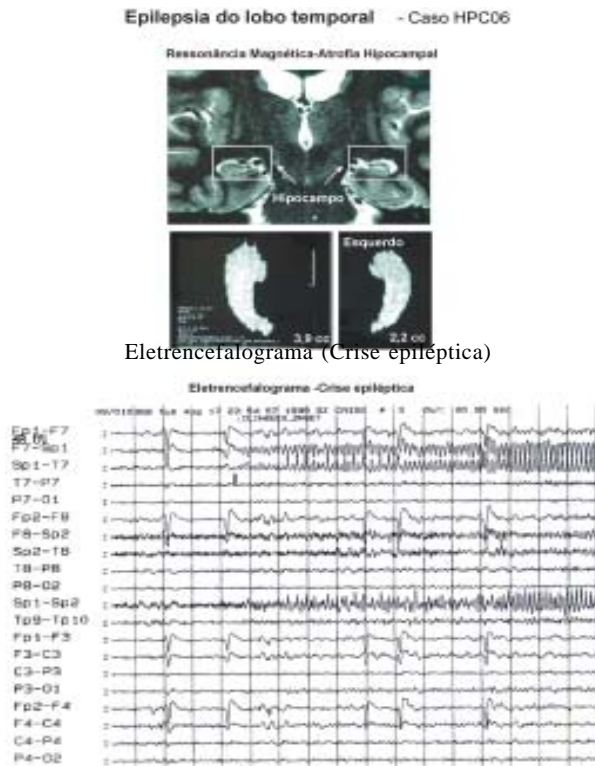 Epilepsia do lobo temporal - Caso HPC06
Ressonância Magnética-Atrofia Hipocampal
Hipocampo
Esquerdo
3,9 cc
2,2 cc
Eletrencefalograma (Crise epiléptica)
Eletrencefalograma -Crise epiléptica
Fp1-F7
F7-Sp1
Sp1-T7
T7-P7
P7-O1
Fp2-F8
F8-Sp2
Sp2-T8
T8-P8
P8-O2
Sp1-Sp2
Tp9-Tp10
Fp1-F3
F3-C3
C3-P3
P3-O1
Fp2-F4
F4-C4
C4-P4
P4-O2